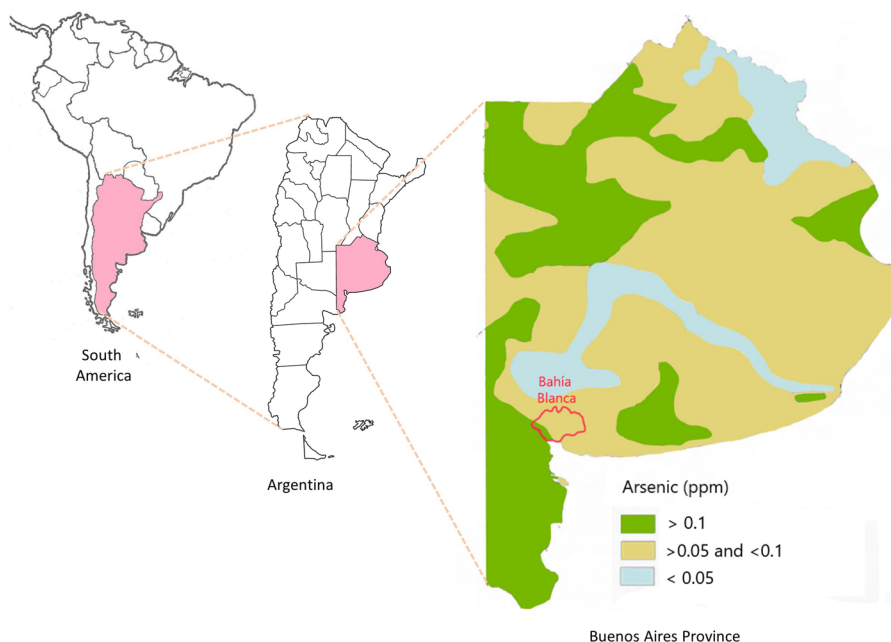 South
America
Argentina
Bahía
Blanca
Arsenic (ppm)
> 0.1
>0.05 and <0.1
< 0.05
Buenos Aires Province